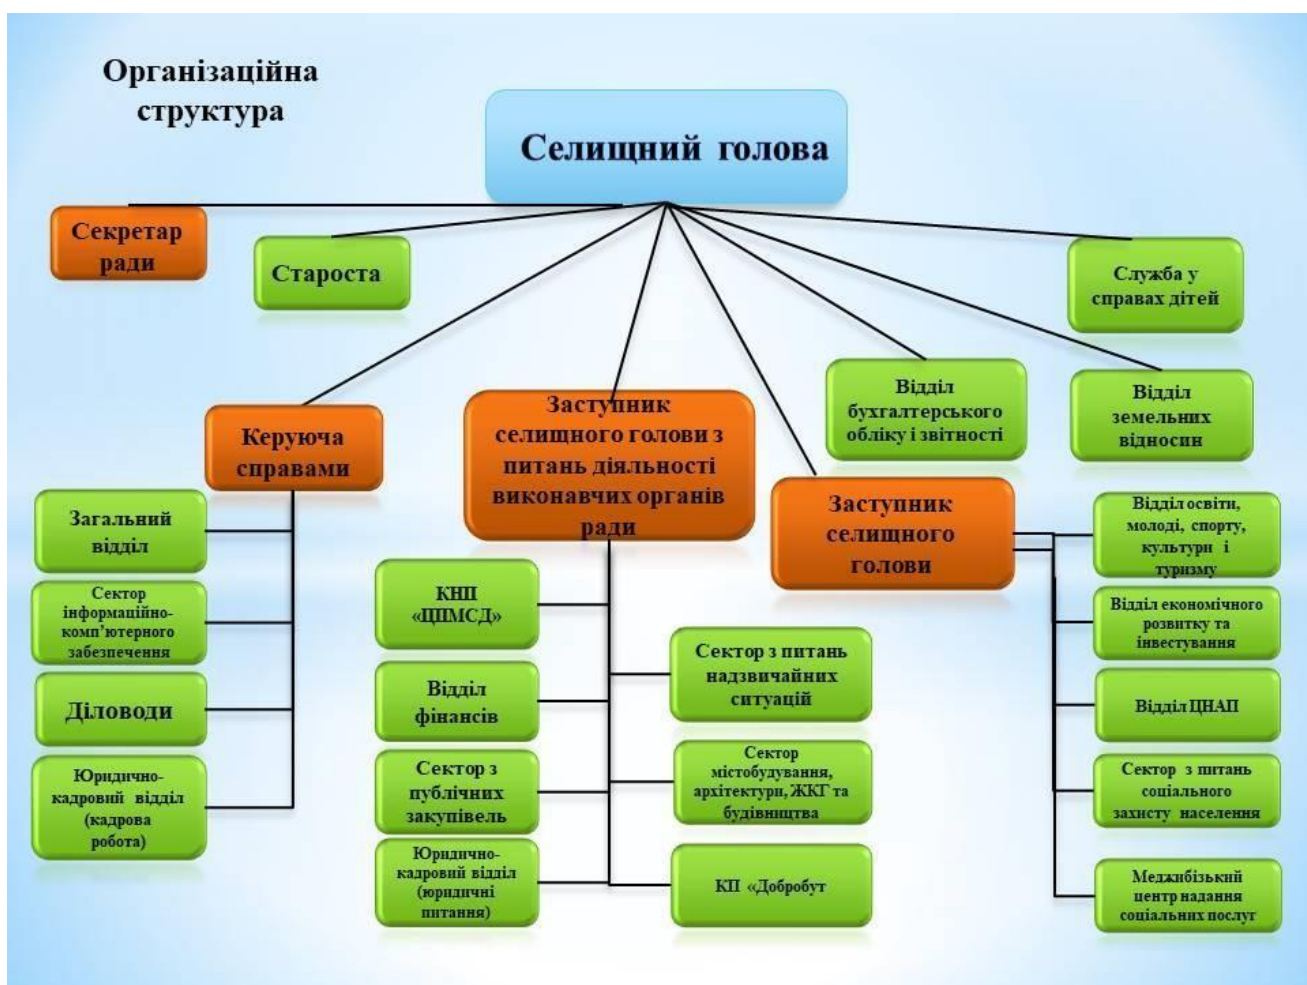 Організаційна
структура
Селищний голова
Секретар
ради
Староста
Служба у
справах дітей
Відділ
бухгалтерського
обліку і звітності
Відділ
земельних
відносин
Керуюча
справами
Заступник
селищного голови з
питань діяльності
виконавчих органів
ради
Заступник
селищного
голови
Загальний
відділ
Сектор
інформаційно-
комп’ютерного
забезпечення
Діловоди
Юридично-
кадровий відділ
(кадрова
робота)
КНП
«ЦПМСД»
Відділ
фінансів
Сектор з
публічних
закупівель
Юридично-
кадровий відділ
(юридичні
питання)
Сектор з питань
надзвичайних
ситуацій
Сектор
містобудування,
архітектури, ЖКГ та
будівництва
КП «Добробут
Відділ освіти,
молоді, спорту,
культури і
туризму
Відділ економічного
розвитку та
інвестування
Відділ ЦНАП
Сектор з питань
соціального
захисту населення
Меджибізький
центр надання
соціальних послуг